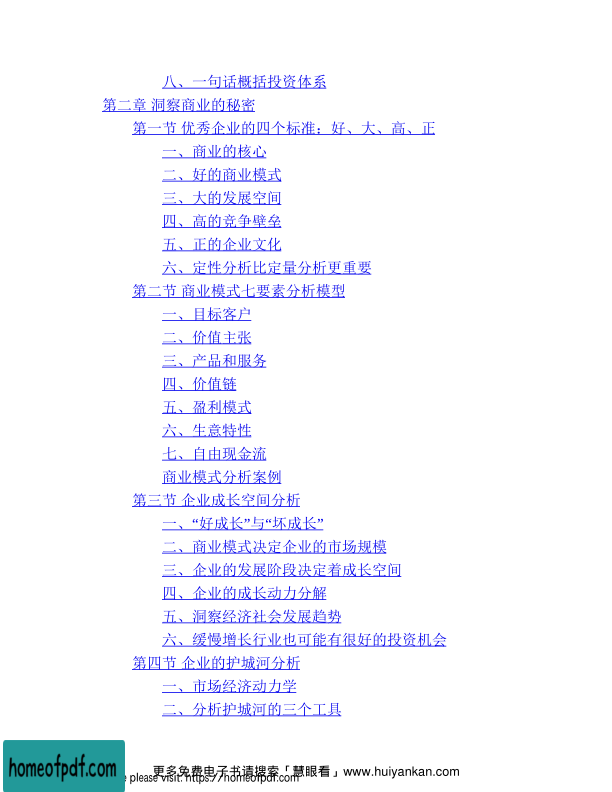 八、一句话概括投资体系
第二章 洞察商业的秘密
第一节 优秀企业的四个标准：好、大、高、正
一、商业的核心
二、好的商业模式
三、大的发展空间
四、高的竞争壁垒
五、正的企业文化
六、定性分析比定量分析更重要
第二节 商业模式七要素分析模型
一、目标客户
二、价值主张
三、产品和服务
四、价值链
五、盈利模式
六、生意特性
七、自由现金流
商业模式分析案例
第三节 企业成长空间分析
一、“好成长”与“坏成长”
二、商业模式决定企业的市场规模
三、企业的发展阶段决定着成长空间
四、企业的成长动力分解
五、洞察经济社会发展趋势
六、缓慢增长行业也可能有很好的投资机会
第四节 企业的护城河分析
一、市场经济动力学
二、分析护城河的三个工具
更多免费电子书请搜索「慧眼看」www.huiyankan.com
homeofpdf.com
please visit: https://homeofpdf.com